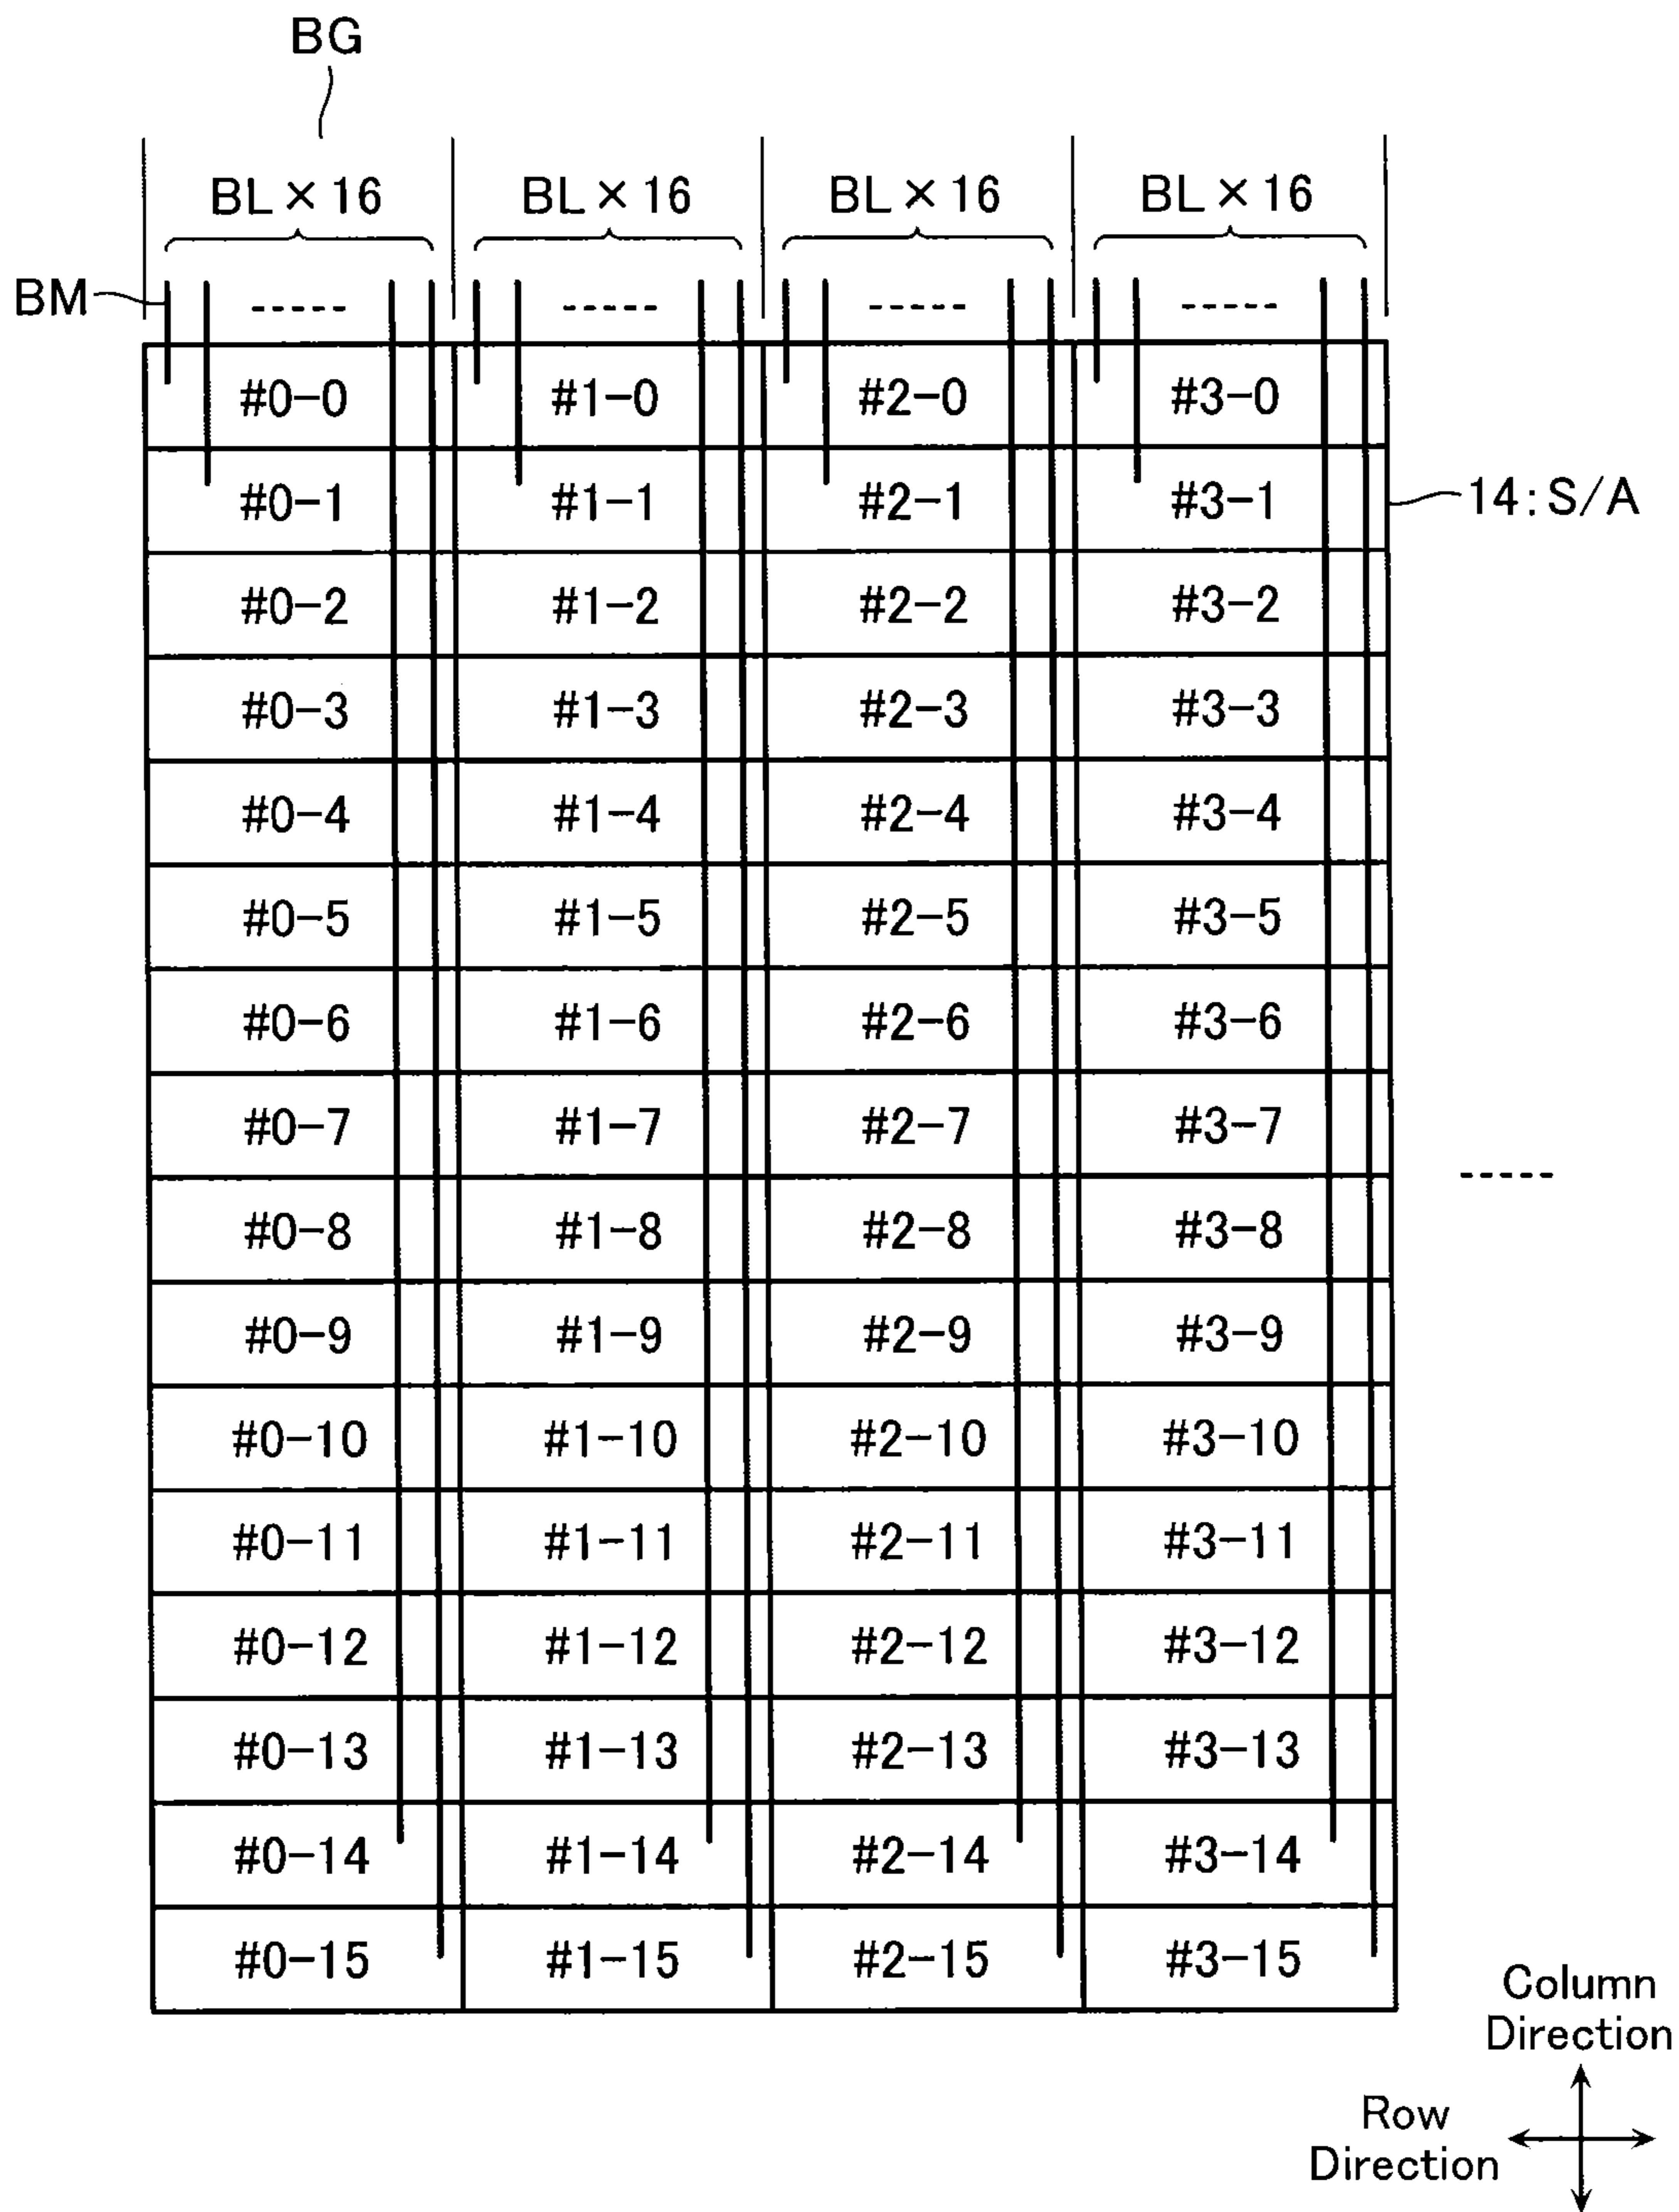 BG
BL×16 BL×16 BL×16 BL×16
BM
#0-0 #1-0 #2-0 #3-0
#0-1 #1-1 #2-1 #3-1
14:S/A
#0-2 #1-2 #2-2 #3-2
#0-3 #1-3 #2-3 #3-3
#0-4 #1-4 #2-4 #3-4
#0-5 #1-5 #2-5 #3-5
#0-6 #1-6 #2-6 #3-6
#0-7 #1-7 #2-7 #3-7
#0-8 #1-8 #2-8 #3-8
#0-9 #1-9 #2-9 #3-9
#0-10 #1-10 #2-10 #3-10
#0-11 #1-11 #2-11 #3-11
#0-12 #1-12 #2-12 #3-12
#0-13 #1-13 #2-13 #3-13
#0-14 #1-14 #2-14 #3-14
#0-15 #1-15 #2-15 #3-15
Column
Direction
Row
Direction